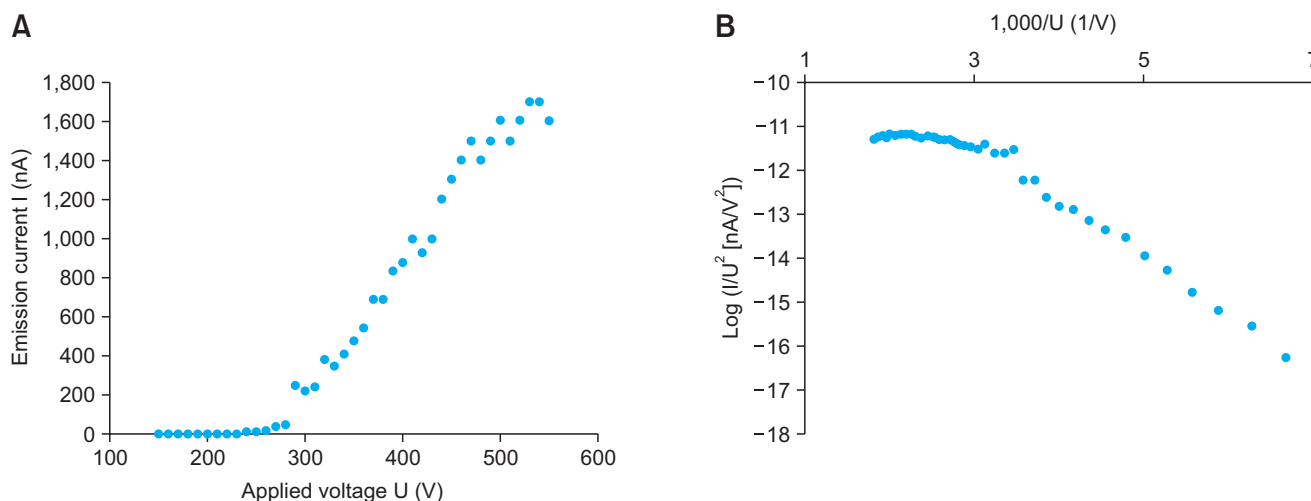 A
Emission current I (nA)
1,800
1,600
1,400
1,200
1,000
800
600
400
200
0
100 200 300 400 500 600
Applied voltage U (V)
B
1,000/U (1/V)
1 3 5 7
Log (I/U² [nA/V²])
−10
−11
−12
−13
−14
−15
−16
−17
−18